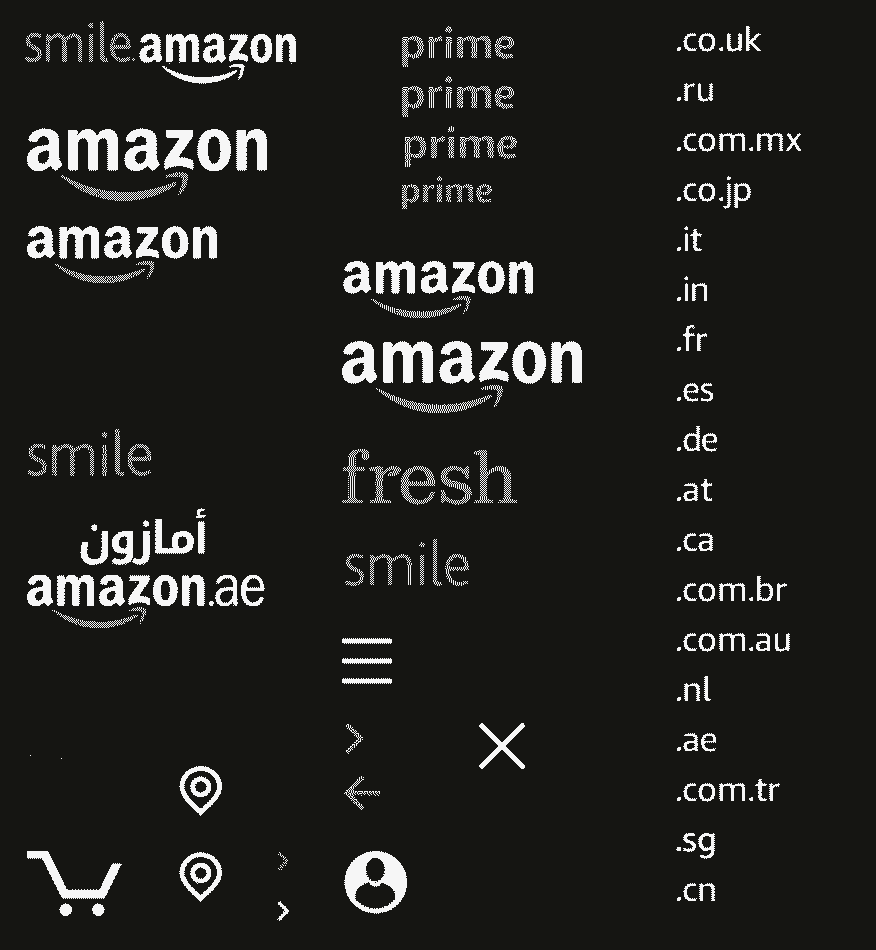 smile.amazon
amazon
amazon
smile
أمازون
amazon.ae
prime
prime
prime
prime
amazon
amazon
fresh
smile
.co.uk
.ru
.com.mx
.co.jp
.it
.in
.fr
.es
.de
.at
.ca
.com.br
.com.au
.nl
.ae
.com.tr
.sg
.cn